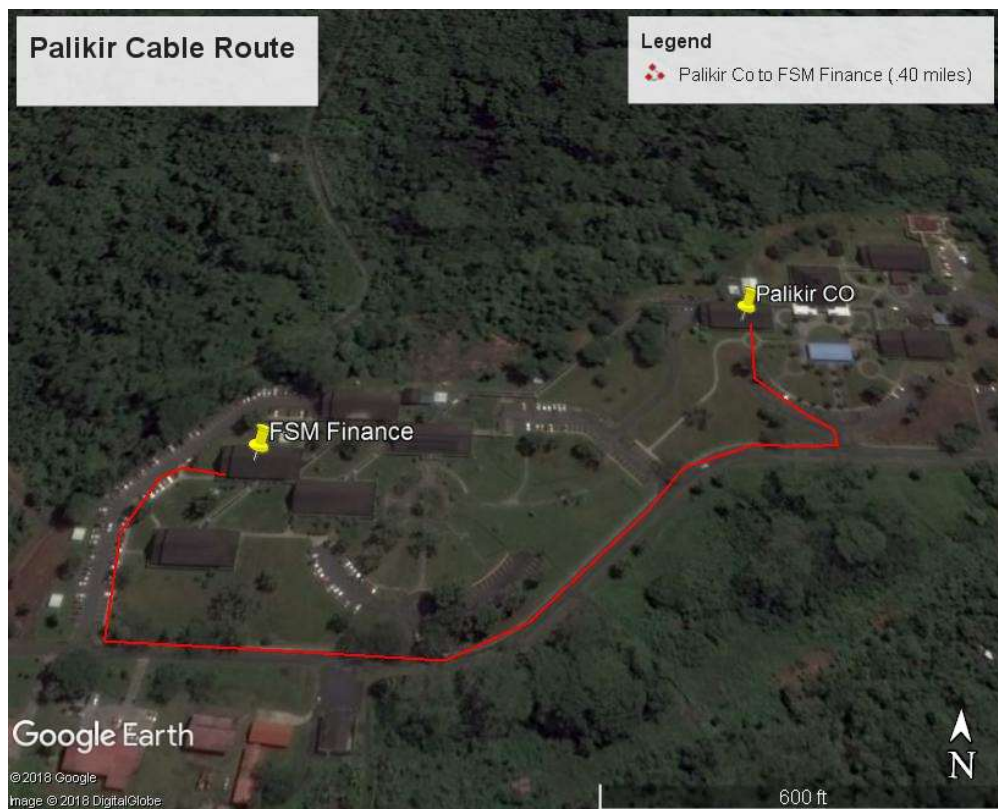 Palikir Cable Route
Legend
Palikir Co to FSM Finance (.40 miles)
Palikir CO
FSM Finance
Google Earth
N
© 2018 Google
Image © 2018 DigitalGlobe
600 ft